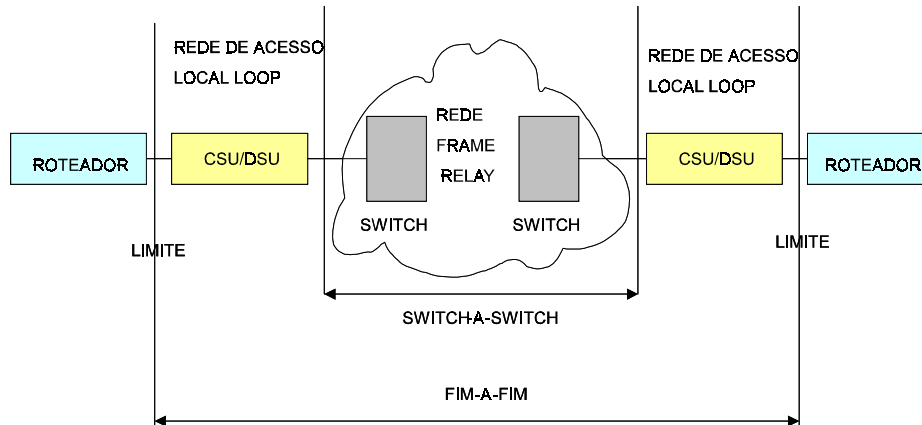 REDE DE ACESSO
LOCAL LOOP
REDE DE ACESSO
LOCAL LOOP
ROTEADOR
CSU/DSU
REDE
FRAME
RELAY
CSU/DSU
ROTEADOR
SWITCH
SWITCH
LIMITE
LIMITE
SWITCH-A-SWITCH
FIM-A-FIM